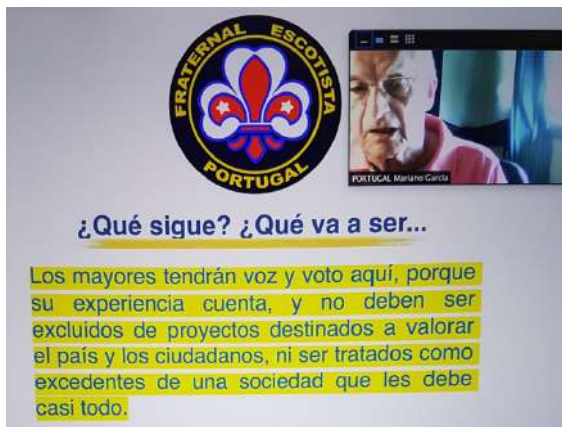 FRATERNAL ESCOTISTA
PORTUGAL
PORTUGAL Mariano Garcia
¿Qué sigue? ¿Qué va a ser...
Los mayores tendrán voz y voto aquí, porque
su experiencia cuenta, y no deben ser
excluidos de proyectos destinados a valorar
el país y los ciudadanos, ni ser tratados como
excedentes de una sociedad que les debe
casi todo.